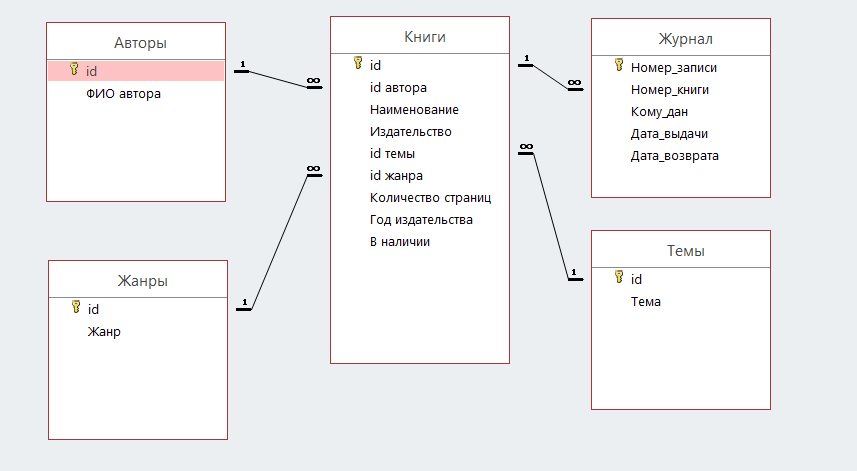 Авторы
id
ФИО автора
Книги
id
id автора
Наименование
Издательство
id темы
id жанра
Количество страниц
Год издательства
В наличии
Журнал
Номер_записи
Номер_книги
Кому_дан
Дата_выдачи
Дата_возврата
Жанры
id
Жанр
Темы
id
Тема
1
∞
1
∞
∞
1
∞
1